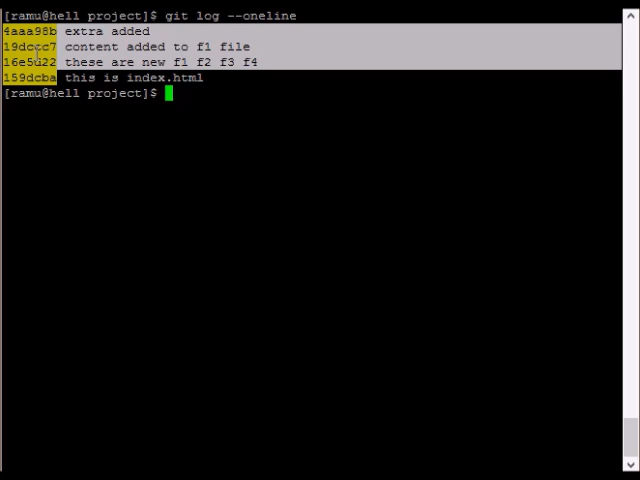 [ramu@hell project]$ git log --oneline
4aaa98b extra added
content added to f1 file
these are new f1 f2 f3 f4
159dcba this is index.html
[ramu@hell project]$